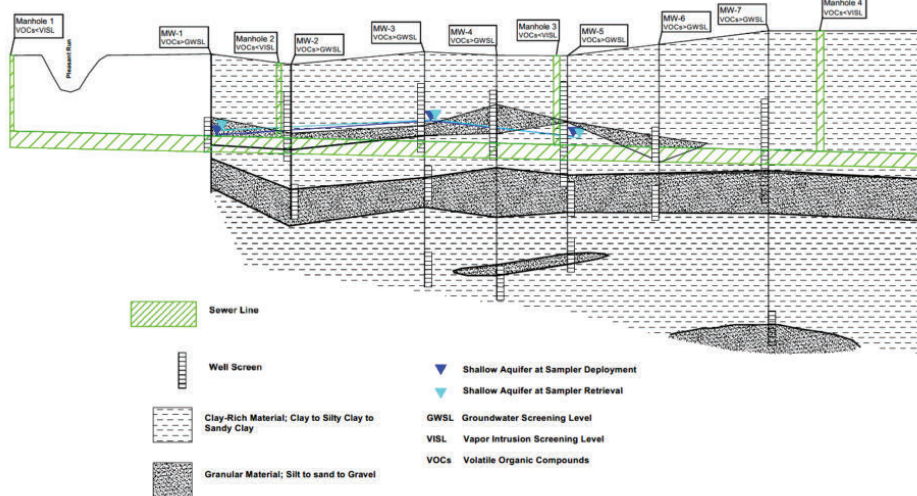 Manhole 1
VOCs<VISL
Pleasant Run
MW-1
VOCs>GWSL
Manhole 2
VOCs<VISL
MW-2
VOCs>GWSL
MW-3
VOCs>GWSL
MW-4
VOCs>GWSL
Manhole 3
VOCs<VISL
MW-5
VOCs>GWSL
MW-6
VOCs>GWSL
MW-7
VOCs>GWSL
Manhole 4
VOCs<VISL
Sewer Line
Well Screen
Clay-Rich Material; Clay to Silty Clay to
Sandy Clay
Granular Material; Silt to sand to Gravel
Shallow Aquifer at Sampler Deployment
Shallow Aquifer at Sampler Retrieval
GWSL Groundwater Screening Level
VISL Vapor Intrusion Screening Level
VOCs Volatile Organic Compounds